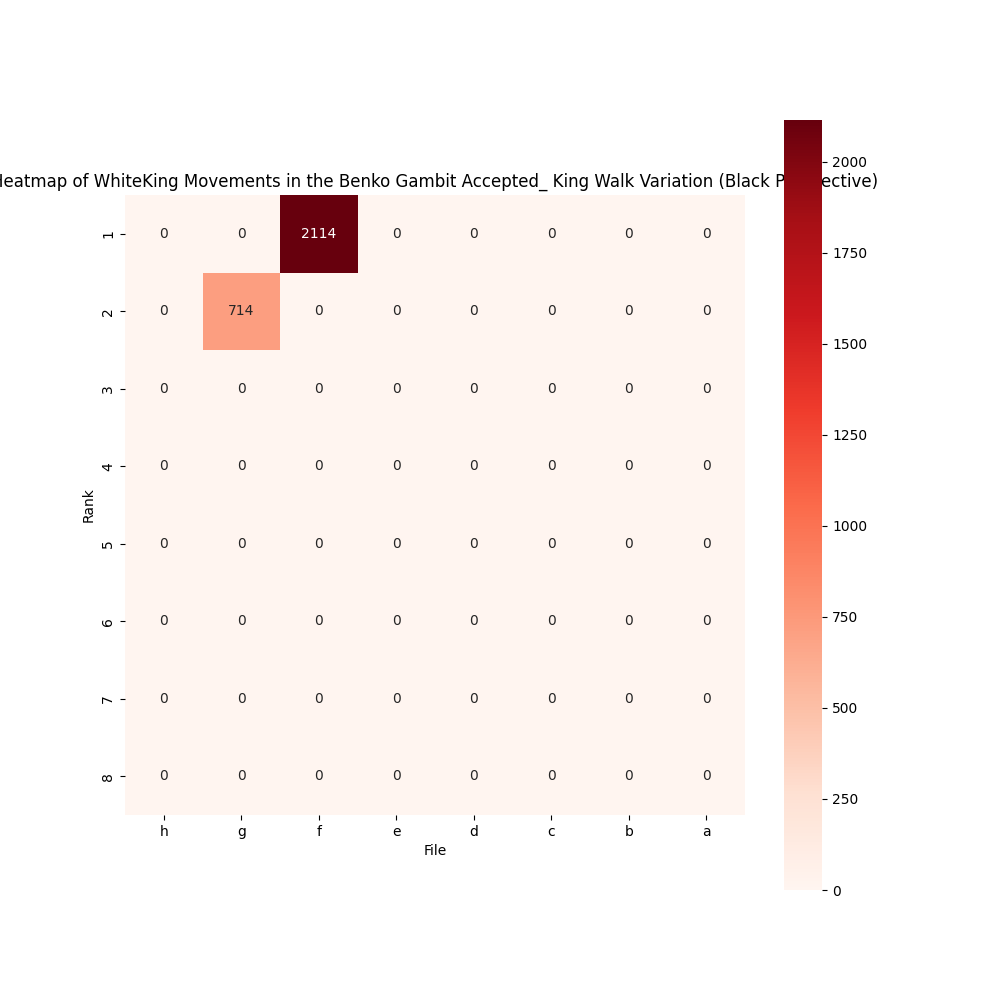 eatmap of WhiteKing Movements in the Benko Gambit Accepted_ King Walk Variation (Black P ective)
2000
1 0 0 2114 0 0 0 0 0
1750
2 0 714 0 0 0 0 0 0
1500
3 0 0 0 0 0 0 0 0
1250
4 0 0 0 0 0 0 0 0
Rank
1000
5 0 0 0 0 0 0 0 0
750
6 0 0 0 0 0 0 0 0
500
7 0 0 0 0 0 0 0 0
250
8 0 0 0 0 0 0 0 0
h g f e d c b a
File
0